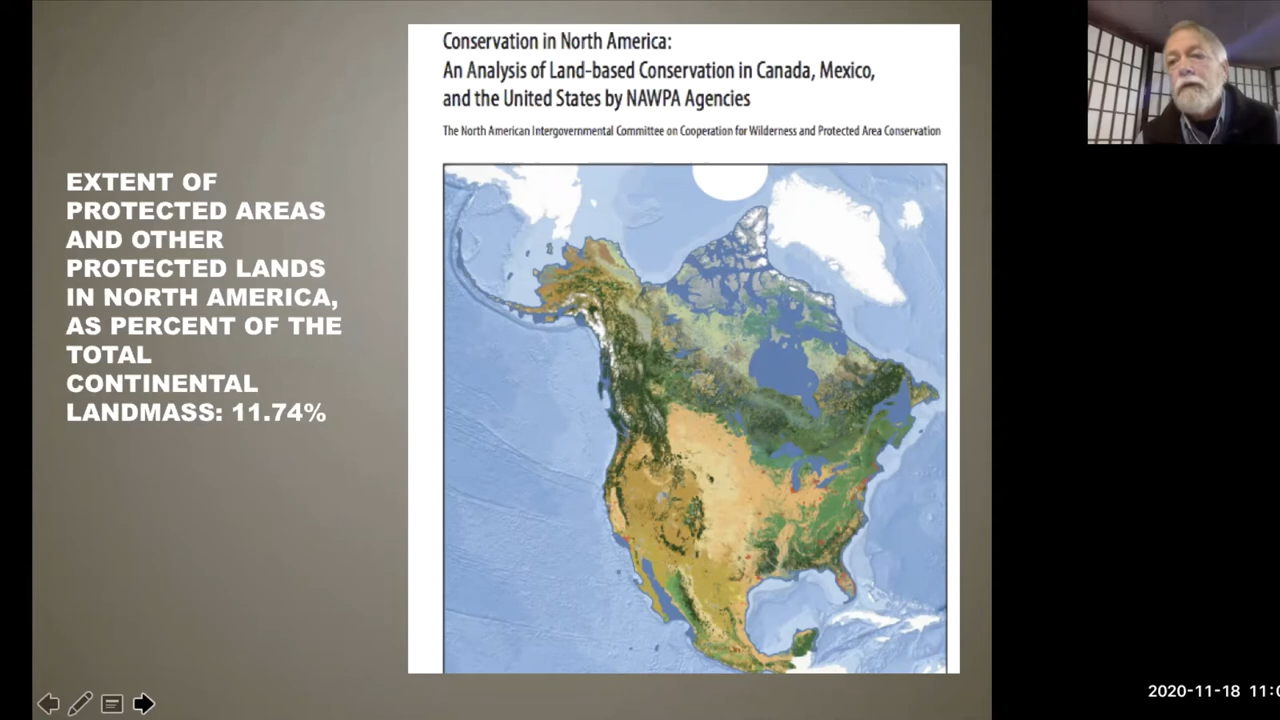 Conservation in North America:
An Analysis of Land-based Conservation in Canada, Mexico,
and the United States by NAWPA Agencies
The North American Intergovernmental Committee on Cooperation for Wilderness and Protected Area Conservation
EXTENT OF
PROTECTED AREAS
AND OTHER
PROTECTED LANDS
IN NORTH AMERICA,
AS PERCENT OF THE
TOTAL
CONTINENTAL
LANDMASS: 11.74%
2020-11-18